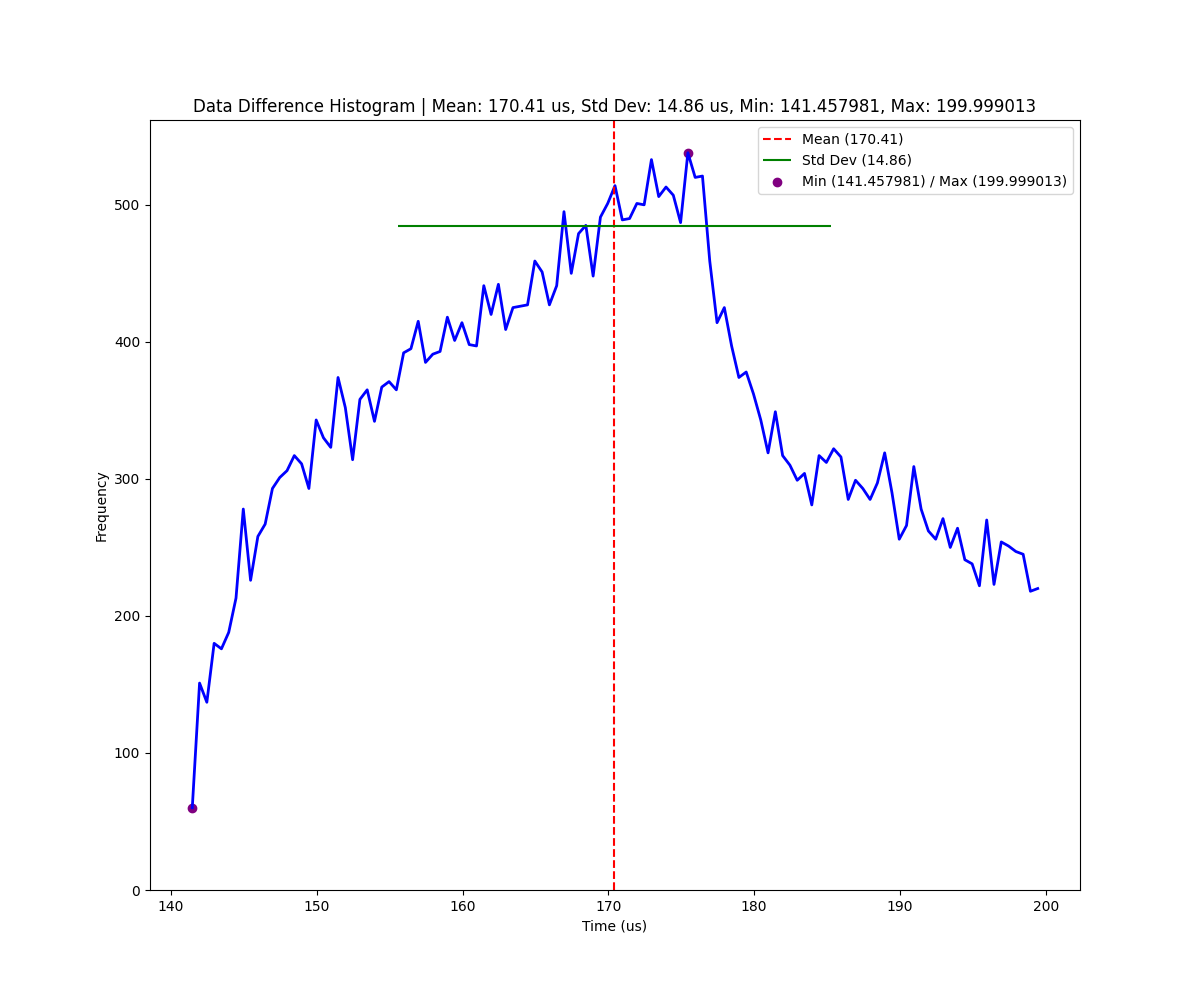 Data Difference Histogram | Mean: 170.41 us, Std Dev: 14.86 us, Min: 141.457981, Max: 199.999013
Mean (170.41)
Std Dev (14.86)
Min (141.457981) / Max (199.999013)
Frequency
500
400
300
200
100
0
140 150 160 170 180 190 200
Time (us)